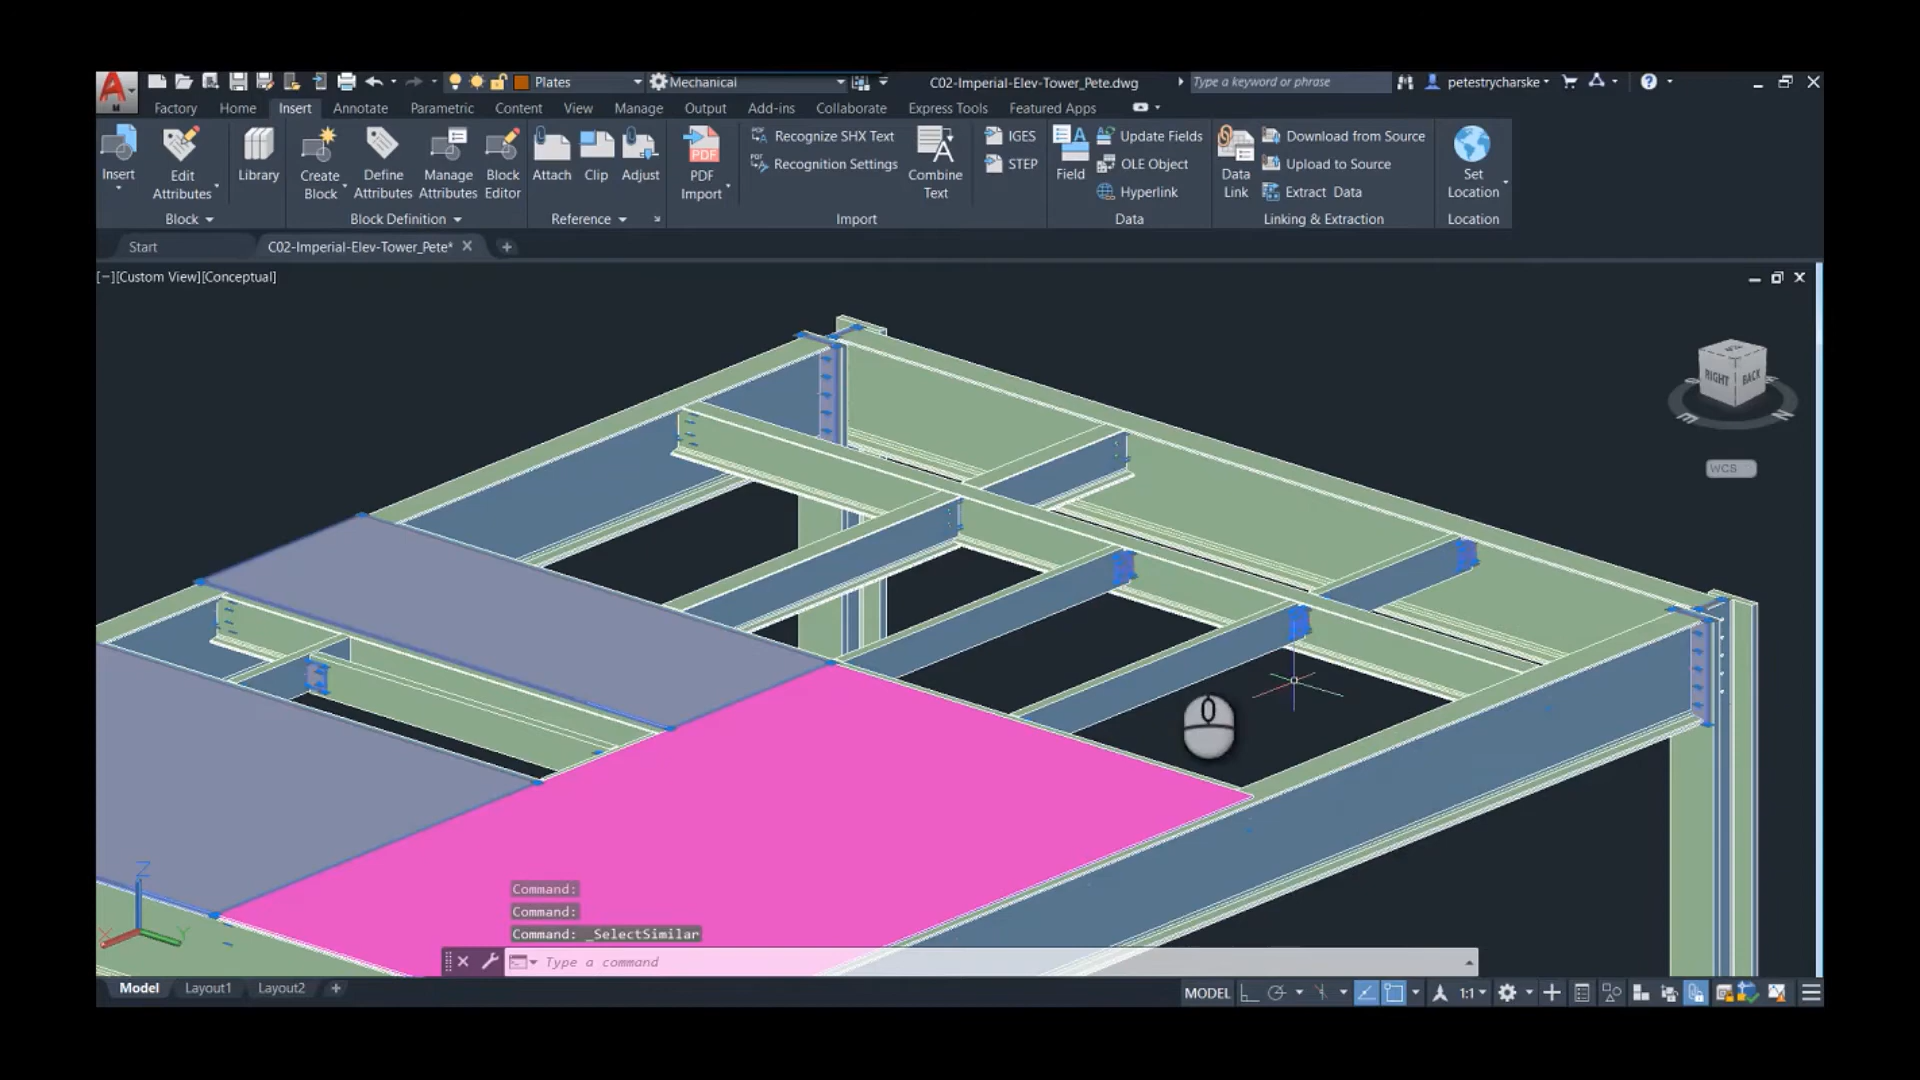 Plates
Mechanical
C02-Imperial-Elev-Tower_Pete.dwg
Type a keyword or phrase
petestrycharske
Factory
Home
Insert
Annotate
Parametric
Content
View
Manage
Output
Add-ins
Collaborate
Express Tools
Featured Apps
Insert
Edit
Attributes
Library
Create
Block
Define
Attributes
Manage
Attributes
Block
Editor
Attach
Clip
Adjust
PDF
PDF
Import
Recognize SHX Text
Recognition Settings
Combine
Text
IGES
STEP
Field
Update Fields
OLE Object
Hyperlink
Data
Link
Download from Source
Upload to Source
Extract Data
Set
Location
Block
Block Definition
Reference
Import
Data
Linking & Extraction
Location
Start
C02-Imperial-Elev-Tower_Pete*
[−][Custom View][Conceptual]
RIGHT
BACK
E
N
WCS
Z
X
Y
Command:
Command:
Command: _SelectSimilar
Type a command
Model
Layout1
Layout2
MODEL
1:1